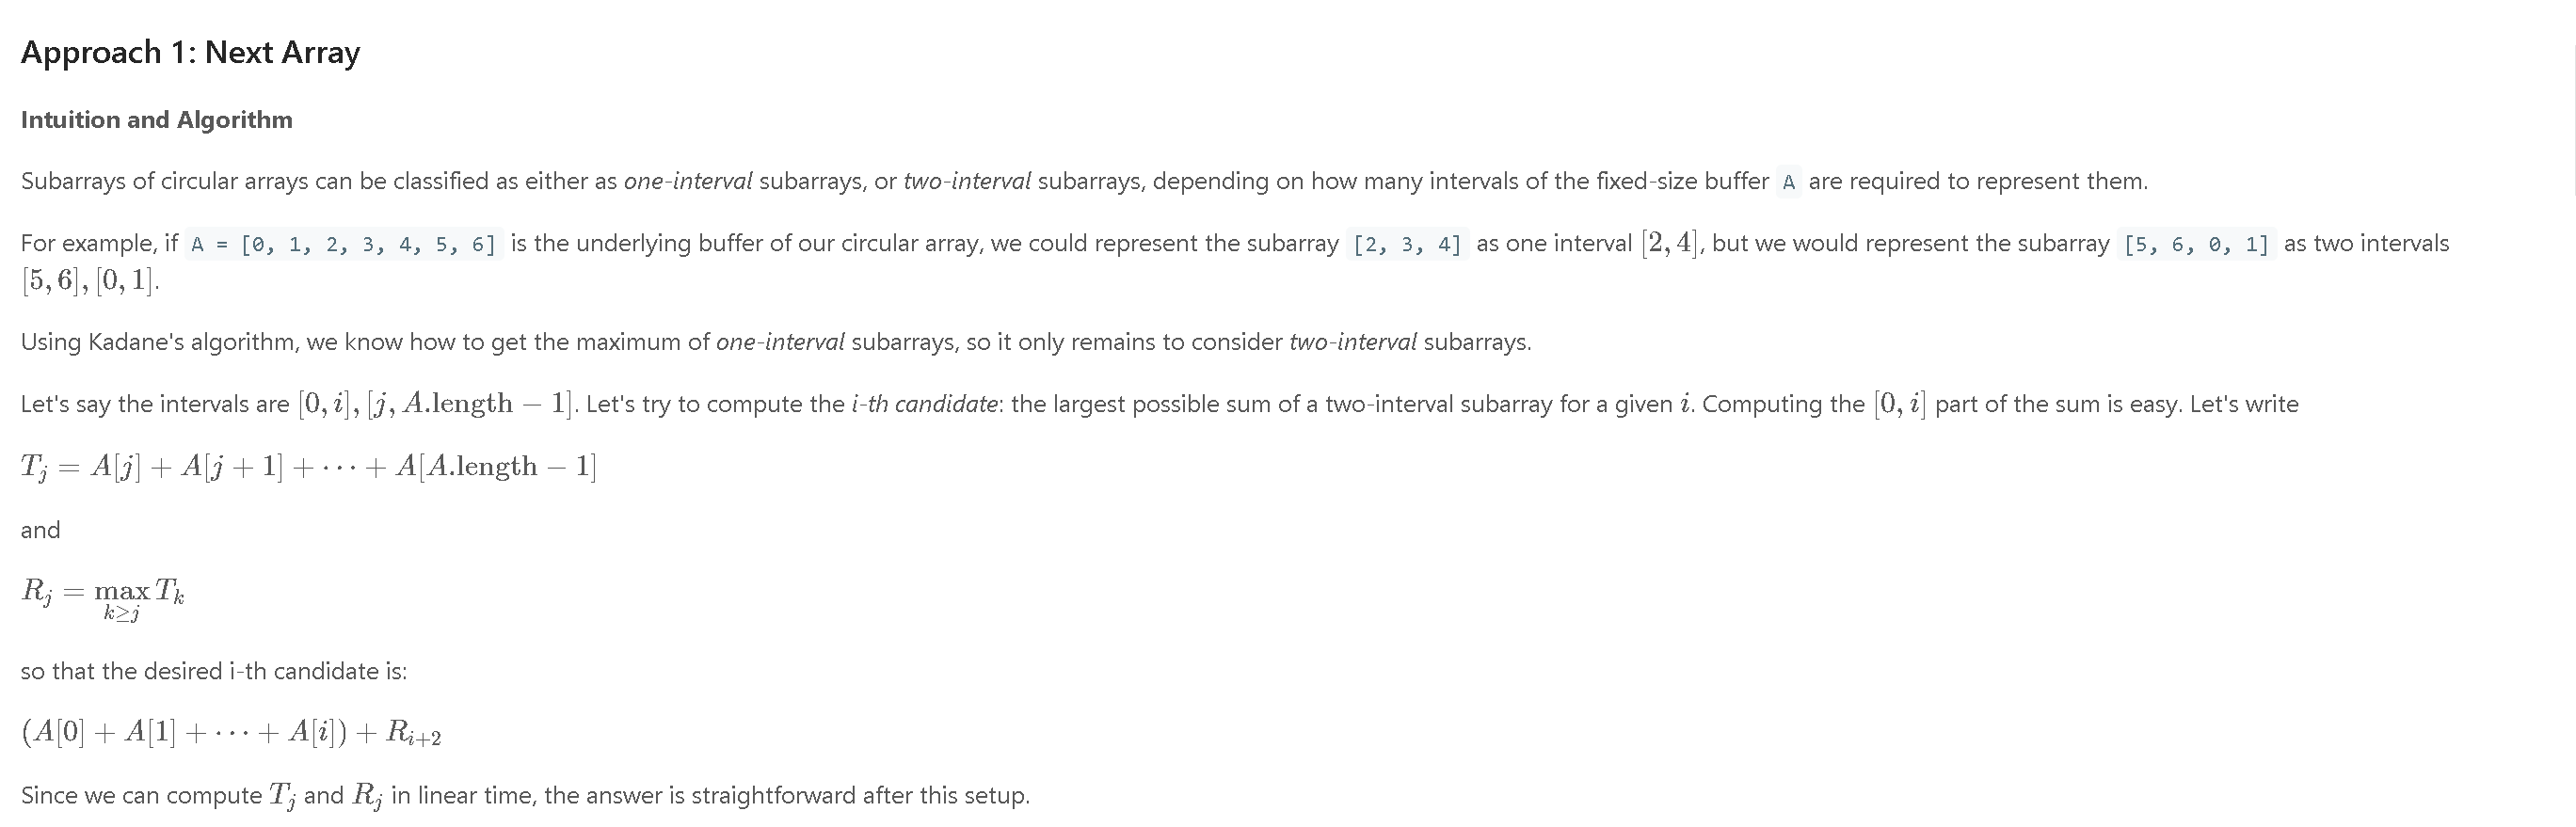 Approach 1: Next Array
Intuition and Algorithm
Subarrays of circular arrays can be classified as either as one-interval subarrays, or two-interval subarrays, depending on how many intervals of the fixed-size buffer A are required to represent them.
For example, if A = [0, 1, 2, 3, 4, 5, 6] is the underlying buffer of our circular array, we could represent the subarray [2, 3, 4] as one interval [2, 4], but we would represent the subarray [5, 6, 0, 1] as two intervals
[5, 6], [0, 1].
Using Kadane's algorithm, we know how to get the maximum of one-interval subarrays, so it only remains to consider two-interval subarrays.
Let's say the intervals are [0, i], [j, A.length − 1]. Let's try to compute the i-th candidate: the largest possible sum of a two-interval subarray for a given i. Computing the [0, i] part of the sum is easy. Let's write
T_j = A[j] + A[j + 1] + ⋯ + A[A.length − 1]
and
R_j = max_{k≥j} T_k
so that the desired i-th candidate is:
(A[0] + A[1] + ⋯ + A[i]) + R_{i+2}
Since we can compute T_j and R_j in linear time, the answer is straightforward after this setup.